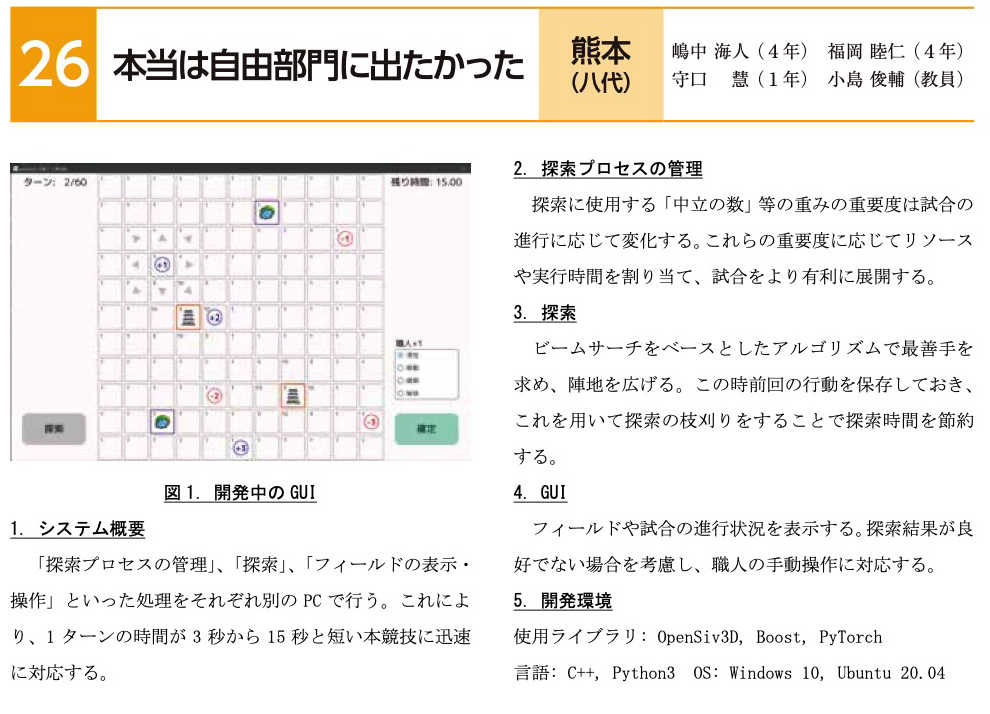 26
本当は自由部門に出たかった
熊本
(八代)
嶋中 海人(4年) 福岡 睦仁(4年)
守口 慧(1年) 小島 俊輔(教員)
ターン: 2/60
残り時間: 15.00
-1
+1
+2
職人×1
-2
-3
+3
探索
確定
図1. 開発中の GUI
1. システム概要
「探索プロセスの管理」、「探索」、「フィールドの表示・
操作」といった処理をそれぞれ別の PC で行う。これによ
り、1 ターンの時間が 3 秒から 15 秒と短い本競技に迅速
に対応する。
2. 探索プロセスの管理
探索に使用する「中立の数」等の重みの重要度は試合の
進行に応じて変化する。これらの重要度に応じてリソース
や実行時間を割り当て、試合をより有利に展開する。
3. 探索
ビームサーチをベースとしたアルゴリズムで最善手を
求め、陣地を広げる。この時前回の行動を保存しておき、
これを用いて探索の枝刈りをすることで探索時間を節約
する。
4. GUI
フィールドや試合の進行状況を表示する。探索結果が良
好でない場合を考慮し、職人の手動操作に対応する。
5. 開発環境
使用ライブラリ: OpenSiv3D, Boost, PyTorch
言語: C++, Python3 OS: Windows 10, Ubuntu 20.04